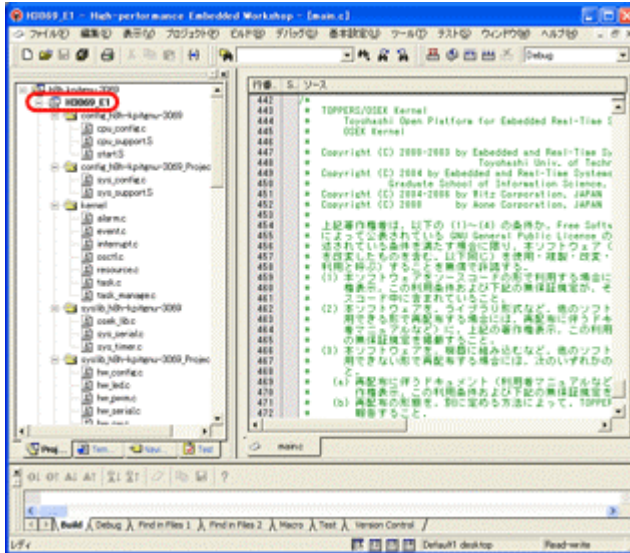 H3069_E1 - High-performance Embedded Workshop - [main.c]
ファイル(F) 編集(E) 表示(V) プロジェクト(P) ビルド(B) デバッグ(D) 基本設定(U) ツール(T) テスト(S) ウィンドウ(W) ヘルプ(H)
Debug
H3069_E1
cpu_config.c
cpu_support.S
start.S
sys_config.c
sys_support.S
kernel
alarm.c
event.c
interrupt.c
osctl.c
resource.c
task.c
task_manage.c
osek_libc
sys_serial.c
sys_timer.c
hw_config.c
hw_led.c
hw_serial.c
Proj...
Tem...
Navi...
Test
行番.. S.. ソース
442 /*
443 * TOPPERS/OSEK Kernel
444 * Toyohashi Open Platform for Embedded Real-Time S
445 * OSEK Kernel
446 *
447 * Copyright (C) 2000-2003 by Embedded and Real-Time Sy
448 * Toyohashi Univ. of Techn
449 * Copyright (C) 2004 by Embedded and Real-Time Systems
450 * Graduate School of Information Science,
451 * Copyright (C) 2004-2006 by Witz Corporation, JAPAN
452 by Aone Corporation, JAPAN
453 *
454 * 上記著作権者は，以下の (1)～(4) の条件か，Free Softw
455 * によって公表されている GNU General Public License の
456 * 述されている条件を満たす場合に限り，本ソフトウェア（
457 * を改変したものを含む．以下同じ）を使用・複製・改変・
458 * 利用と呼ぶ）することを無償で許諾する．
459 * (1) 本ソフトウェアをソースコードの形で利用する場合に
460 * 権表示，この利用条件および下記の無保証規定が，そ
461 * スコード中に含まれていること．
462 * (2) 本ソフトウェアを，ライブラリ形式など，他のソフト
463 * 用できる形で再配布する場合には，再配布に伴うドキ
464 * 者マニュアルなど）に，上記の著作権表示，この利用
465 * の無保証規定を掲載すること．
466 * (3) 本ソフトウェアを，機器に組み込むなど，他のソフト
467 * 用できない形で再配布する場合には，次のいずれかの
468 * と．
469 * (a) 再配布に伴うドキュメント（利用者マニュアルなど
470 * 作権表示，この利用条件および下記の無保証規定を
471 * (b) 再配布の形態を，別に定める方法によって，TOPPER
472 * 報告すること．
main.c
Build Debug Find in Files 1 Find in Files 2 Macro Test Version Control
レディ Default1 desktop Read-write